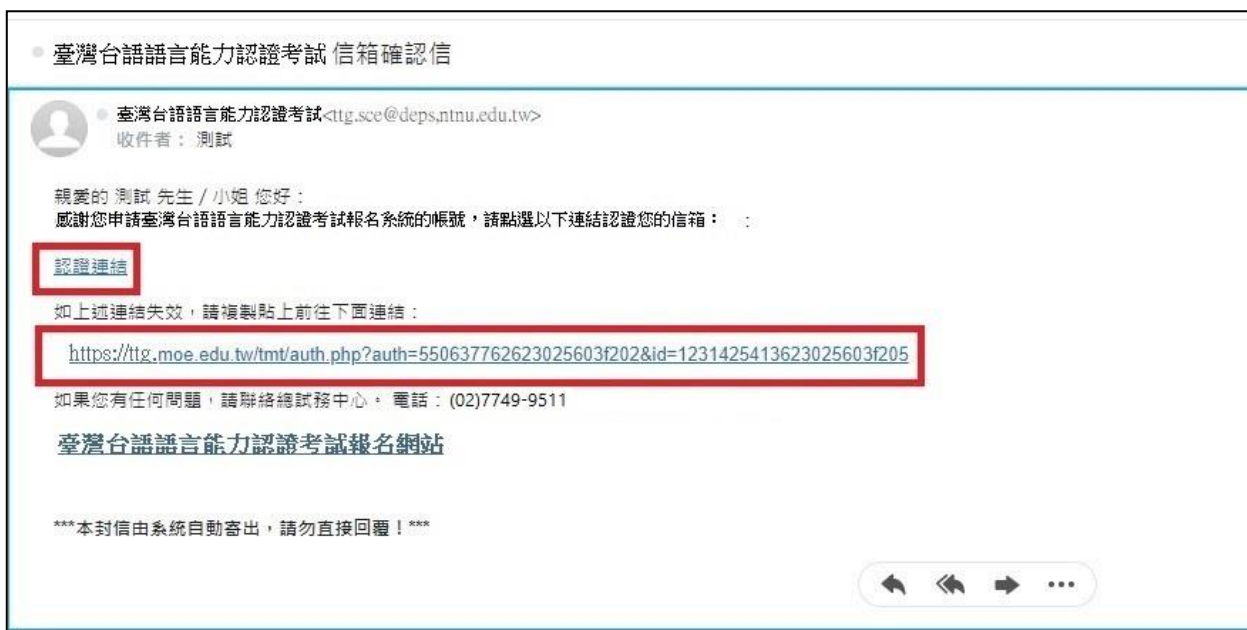 臺灣台語語言能力認證考試 信箱確認信
臺灣台語語言能力認證考試<ttg.sce@deps,ntnu.edu.tw>
收件者： 測試
親愛的 測試 先生 / 小姐 您好：
感謝您申請臺灣台語語言能力認證考試報名系統的帳號，請點選以下連結認證您的信箱： :
認證連結
如上述連結失效，請複製貼上前往下面連結：
https://ttg.moe.edu.tw/tmt/auth.php?auth=550637762623025603f202&id=1231425413623025603f205
如果您有任何問題，請聯絡總試務中心。 電話：(02)7749-9511
臺灣台語語言能力認證考試報名網站
***本封信由系統自動寄出，請勿直接回覆！***